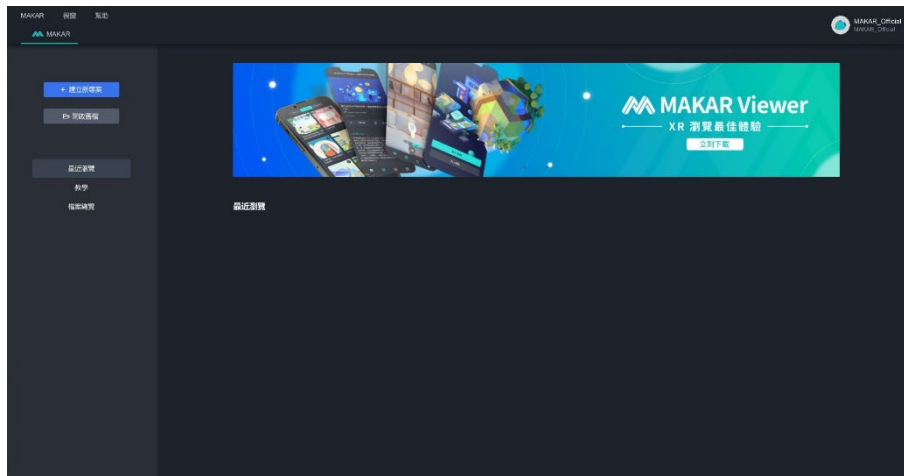 MAKAR 視窗 幫助
MAKAR
MAKAR_Official
MAKAR_Official
+ 建立新專案
開啟舊檔
最近瀏覽
教學
檔案總覽
MAKAR Viewer
XR 瀏覽最佳體驗
立刻下載
最近瀏覽